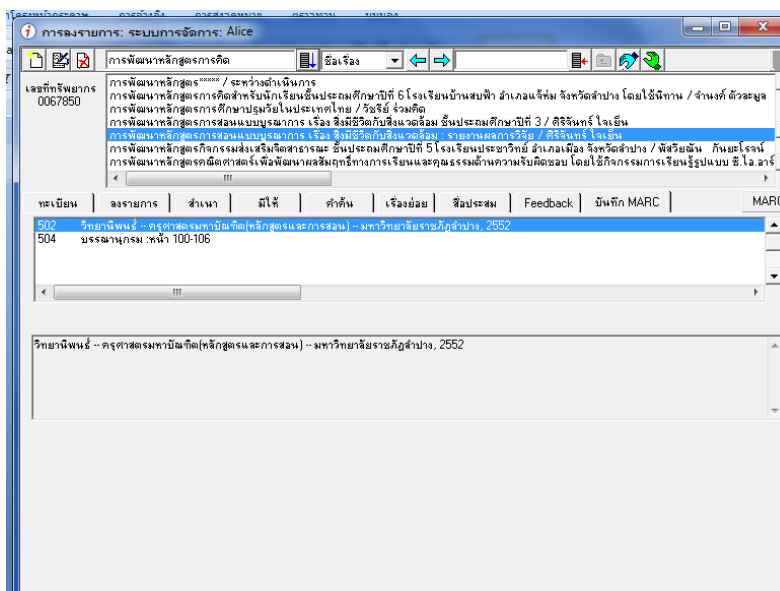 การลงรายการ: ระบบการจัดการ: Alice
การพัฒนาหลักสูตรการคิด ชื่อเรื่อง
เลขที่ทรัพยากร
0067850
การพัฒนาหลักสูตร***** / ระหว่างดำเนินการ
การพัฒนาหลักสูตรการคิดสำหรับนักเรียนชั้นประถมศึกษาปีที่ 6 โรงเรียนบ้านสบฟ้า อำเภอแจ้ห่ม จังหวัดลำปาง โดยใช้นิทาน / จำนงค์ ตัวละมูล
การพัฒนาหลักสูตรการศึกษาปฐมวัยในประเทศไทย / วัชรีย์ ร่วมคิด
การพัฒนาหลักสูตรการสอนแบบบูรณาการ เรื่อง สิ่งมีชีวิตกับสิ่งแวดล้อม ชั้นประถมศึกษาปีที่ 3 / ศิริจันทร์ ใจเย็น
การพัฒนาหลักสูตรการสอนแบบบูรณาการ เรื่อง สิ่งมีชีวิตกับสิ่งแวดล้อม : รายงานผลการวิจัย / ศิริจันทร์ ใจเย็น
การพัฒนาหลักสูตรกิจกรรมส่งเสริมจิตสาธารณะ ชั้นประถมศึกษาปีที่ 5 โรงเรียนประชาวิทย์ อำเภอเมือง จังหวัดลำปาง / พัสวียฌัน กันยะโรจน์
การพัฒนาหลักสูตรคณิตศาสตร์เพื่อพัฒนาผลสัมฤทธิ์ทางการเรียนและคุณธรรมด้านความรับผิดชอบ โดยใช้กิจกรรมการเรียนรู้รูปแบบ ซี.ไอ.อาร์
ทะเบียน ลงรายการ สำเนา มีให้ คำค้น เรื่องย่อย สื่อประสม Feedback บันทึก MARC MARC
502 วิทยานิพนธ์ -- ครุศาสตรมหาบัณฑิต(หลักสูตรและการสอน) -- มหาวิทยาลัยราชภัฏลำปาง, 2552
504 บรรณานุกรม :หน้า 100-106
วิทยานิพนธ์ -- ครุศาสตรมหาบัณฑิต(หลักสูตรและการสอน) -- มหาวิทยาลัยราชภัฏลำปาง, 2552